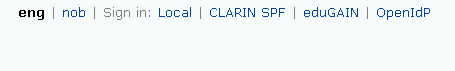 eng | nob | Sign in: Local | CLARIN SPF | eduGAIN | OpenIdP